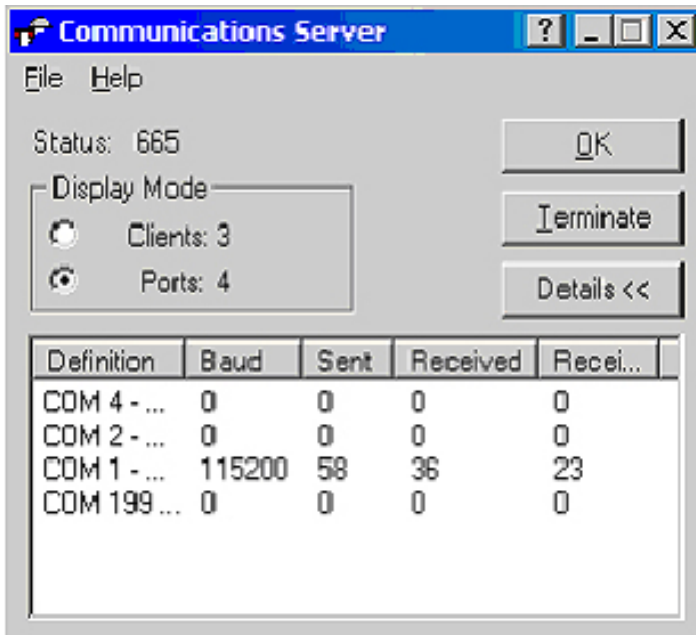 Communications Server
File Help
Status: 665
OK
Display Mode
Clients: 3
Terminate
Ports: 4
Details <<
Definition Baud Sent Received Recei...
COM 4 - ... 0 0 0 0
COM 2 - ... 0 0 0 0
COM 1 - ... 115200 58 36 23
COM 199 ... 0 0 0 0